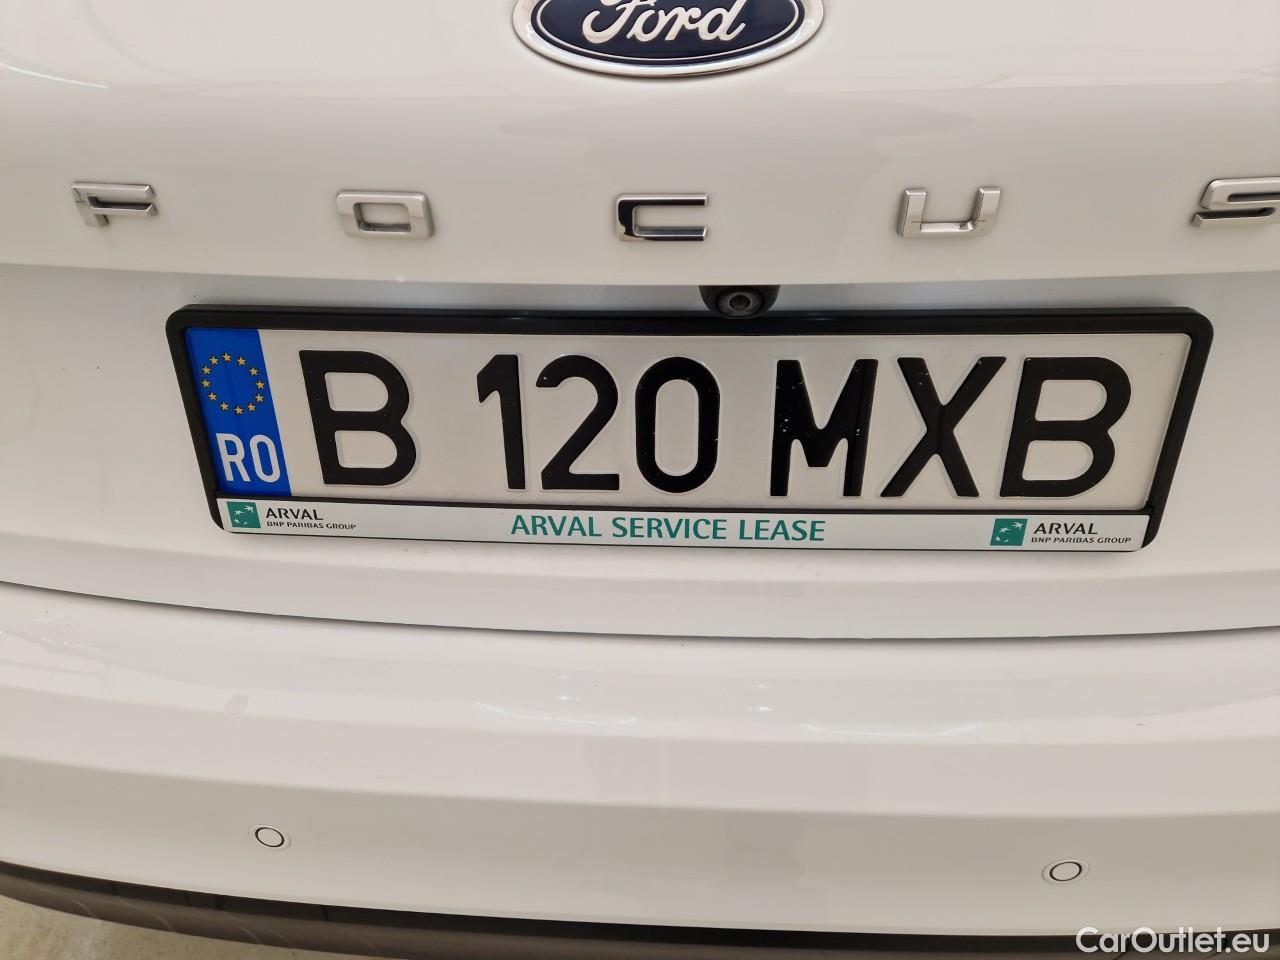 Ford
FOCUS
RO
B 120 MXB
ARVAL
BNP PARIBAS GROUP
ARVAL SERVICE LEASE
ARVAL
BNP PARIBAS GROUP
CarOutlet.eu